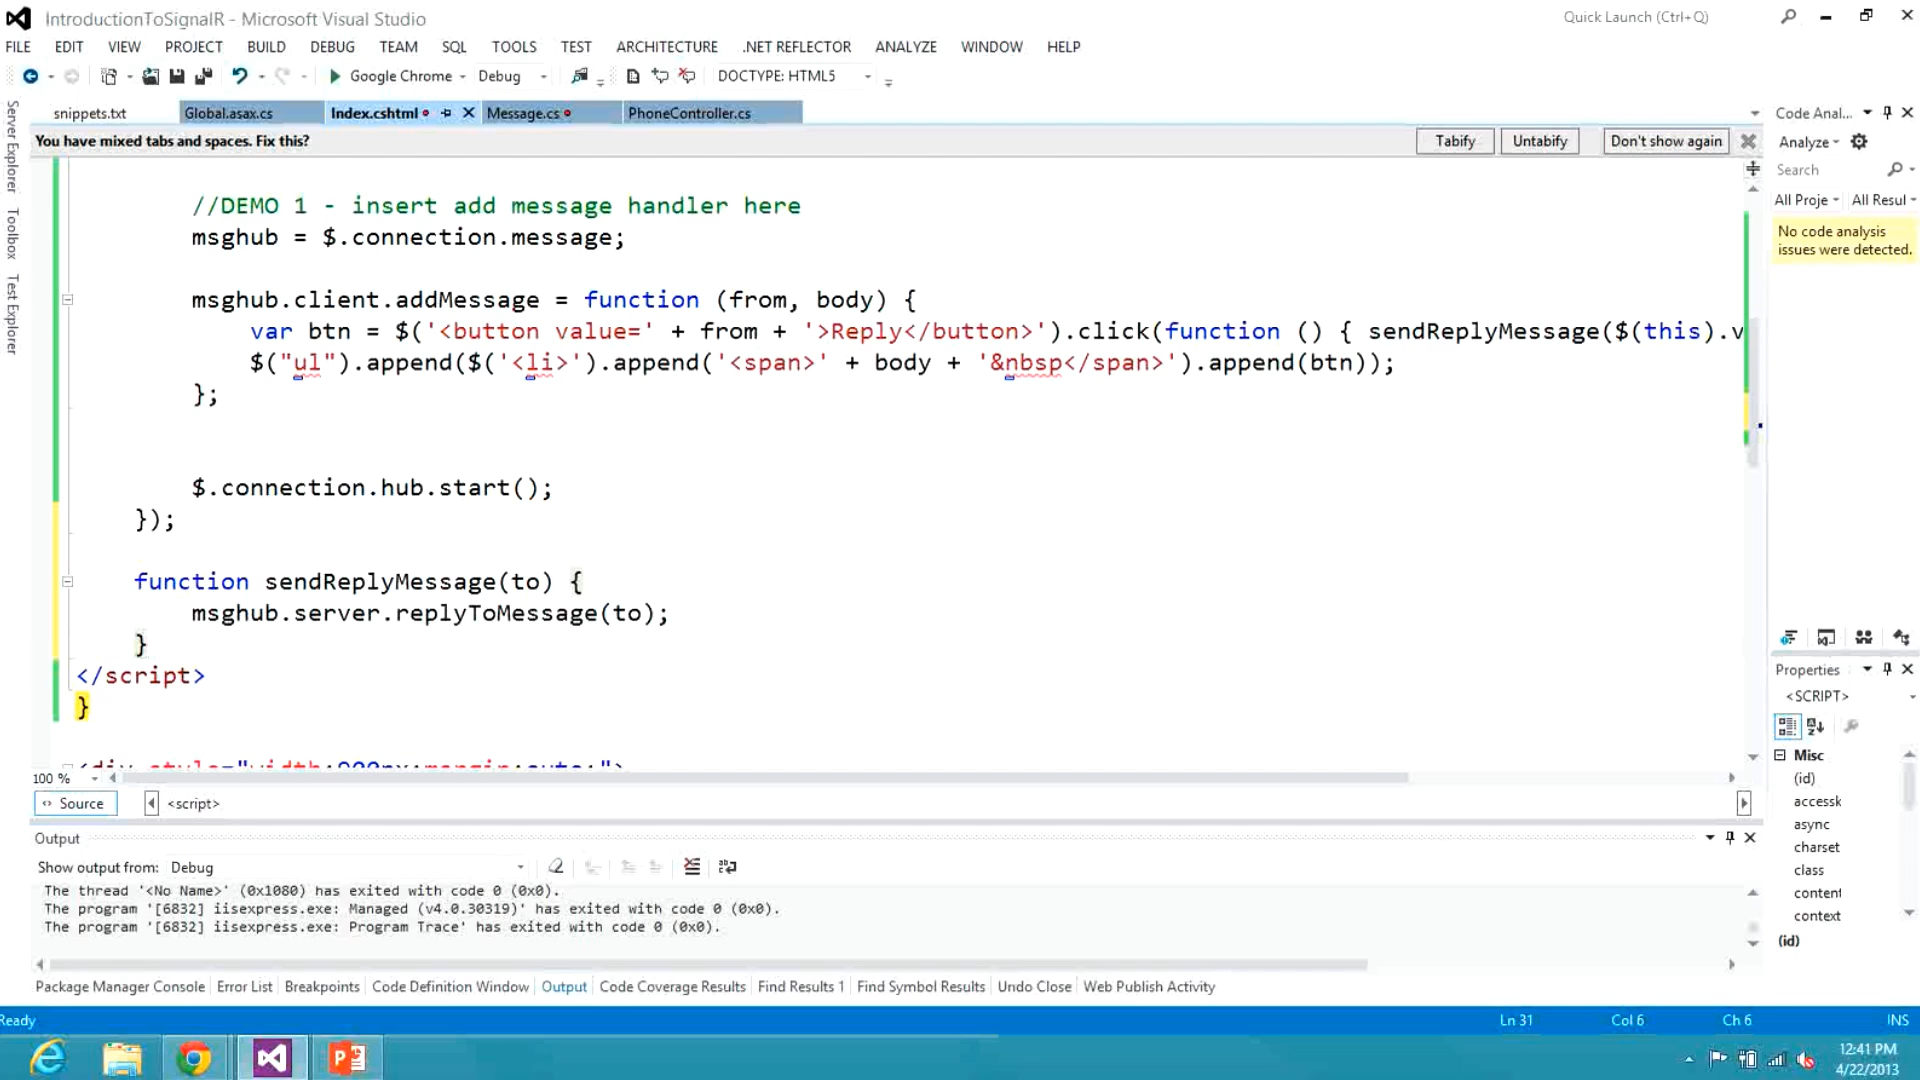 IntroductionToSignalR - Microsoft Visual Studio
Quick Launch (Ctrl+Q)
FILE EDIT VIEW PROJECT BUILD DEBUG TEAM SQL TOOLS TEST ARCHITECTURE .NET REFLECTOR ANALYZE WINDOW HELP
Google Chrome Debug DOCTYPE: HTML5
Server Explorer
Toolbox
Test Explorer
snippets.txt Global.asax.cs Index.cshtml Message.cs PhoneController.cs
You have mixed tabs and spaces. Fix this? Tabify Untabify Don't show again
//DEMO 1 - insert add message handler here
msghub = $.connection.message;
msghub.client.addMessage = function (from, body) {
var btn = $('<button value=' + from + '>Reply</button>').click(function () { sendReplyMessage($(this).v
$("ul").append($('<li>').append('<span>' + body + '&nbsp</span>').append(btn));
};
$.connection.hub.start();
});
function sendReplyMessage(to) {
msghub.server.replyToMessage(to);
}
</script>
}
<div style="width:900px;margin:auto;">
100 %
Source <script>
Output
Show output from: Debug
The thread '<No Name>' (0x1080) has exited with code 0 (0x0).
The program '[6832] iisexpress.exe: Managed (v4.0.30319)' has exited with code 0 (0x0).
The program '[6832] iisexpress.exe: Program Trace' has exited with code 0 (0x0).
Package Manager Console Error List Breakpoints Code Definition Window Output Code Coverage Results Find Results 1 Find Symbol Results Undo Close Web Publish Activity
Code Anal...
Analyze
Search
All Proje All Resul
No code analysis
issues were detected.
Properties
<SCRIPT>
Misc
(id)
accessk
async
charset
class
content
context
(id)
Ready Ln 31 Col 6 Ch 6 INS
12:41 PM
4/22/2013